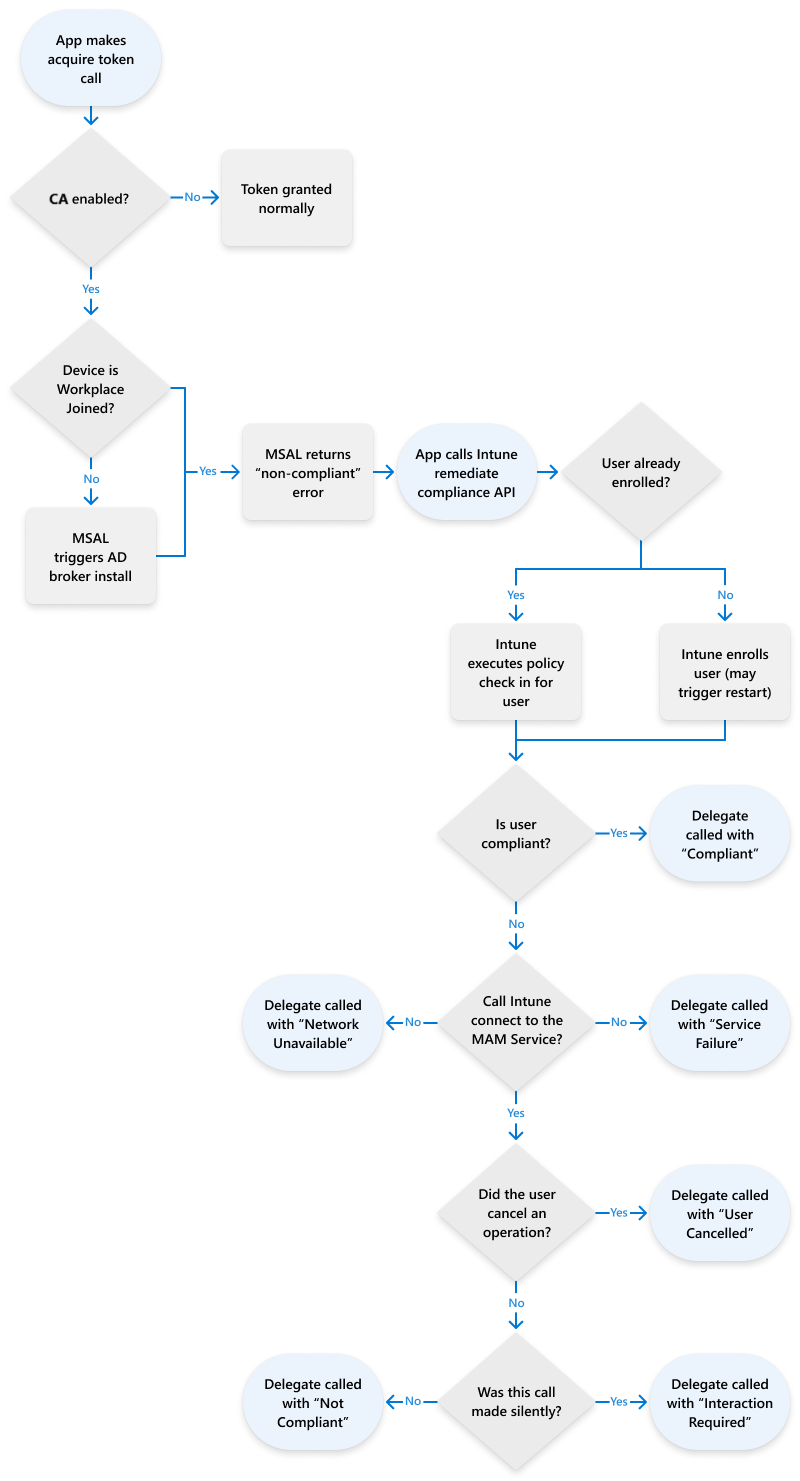 App makes
acquire token
call
CA enabled?
No
Token granted
normally
Yes
Device is
Workplace
Joined?
No
MSAL
triggers AD
broker install
Yes
MSAL returns
“non-compliant”
error
App calls Intune
remediate
compliance API
User already
enrolled?
Yes
No
Intune
executes policy
check in for
user
Intune enrolls
user (may
trigger restart)
Is user
compliant?
Yes
Delegate
called with
“Compliant”
No
Delegate called
with “Network
Unavailable”
No
Call Intune
connect to the
MAM Service?
No
Delegate called
with “Service
Failure”
Yes
Did the user
cancel an
operation?
Yes
Delegate called
with “User
Cancelled”
No
Delegate called
with “Not
Compliant”
No
Was this call
made silently?
Yes
Delegate called
with “Interaction
Required”